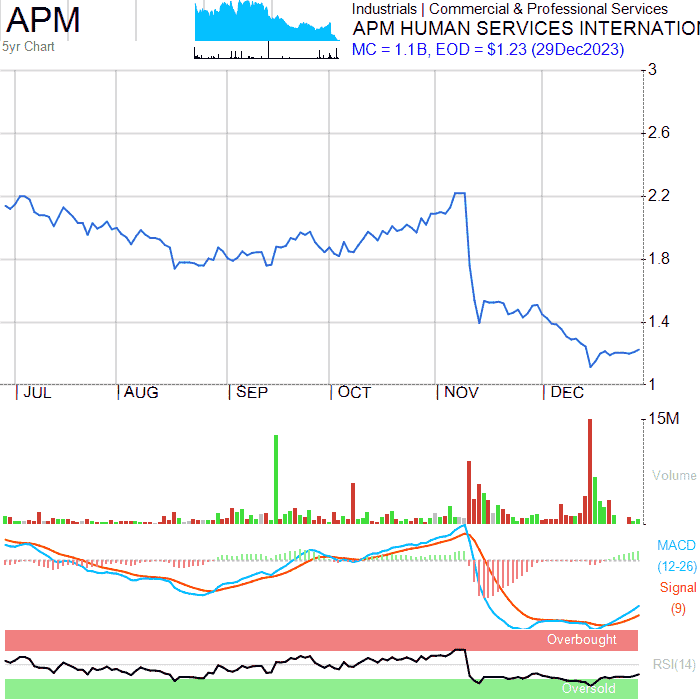 APM
5yr Chart
Industrials | Commercial & Professional Services
APM HUMAN SERVICES INTERNATIO
MC = 1.1B, EOD = $1.23 (29Dec2023)
3
2.6
2.2
1.8
1.4
1
JUL AUG SEP OCT NOV DEC
15M
Volume
MACD
(12-26)
Signal
(9)
Overbought
RSI(14)
Oversold